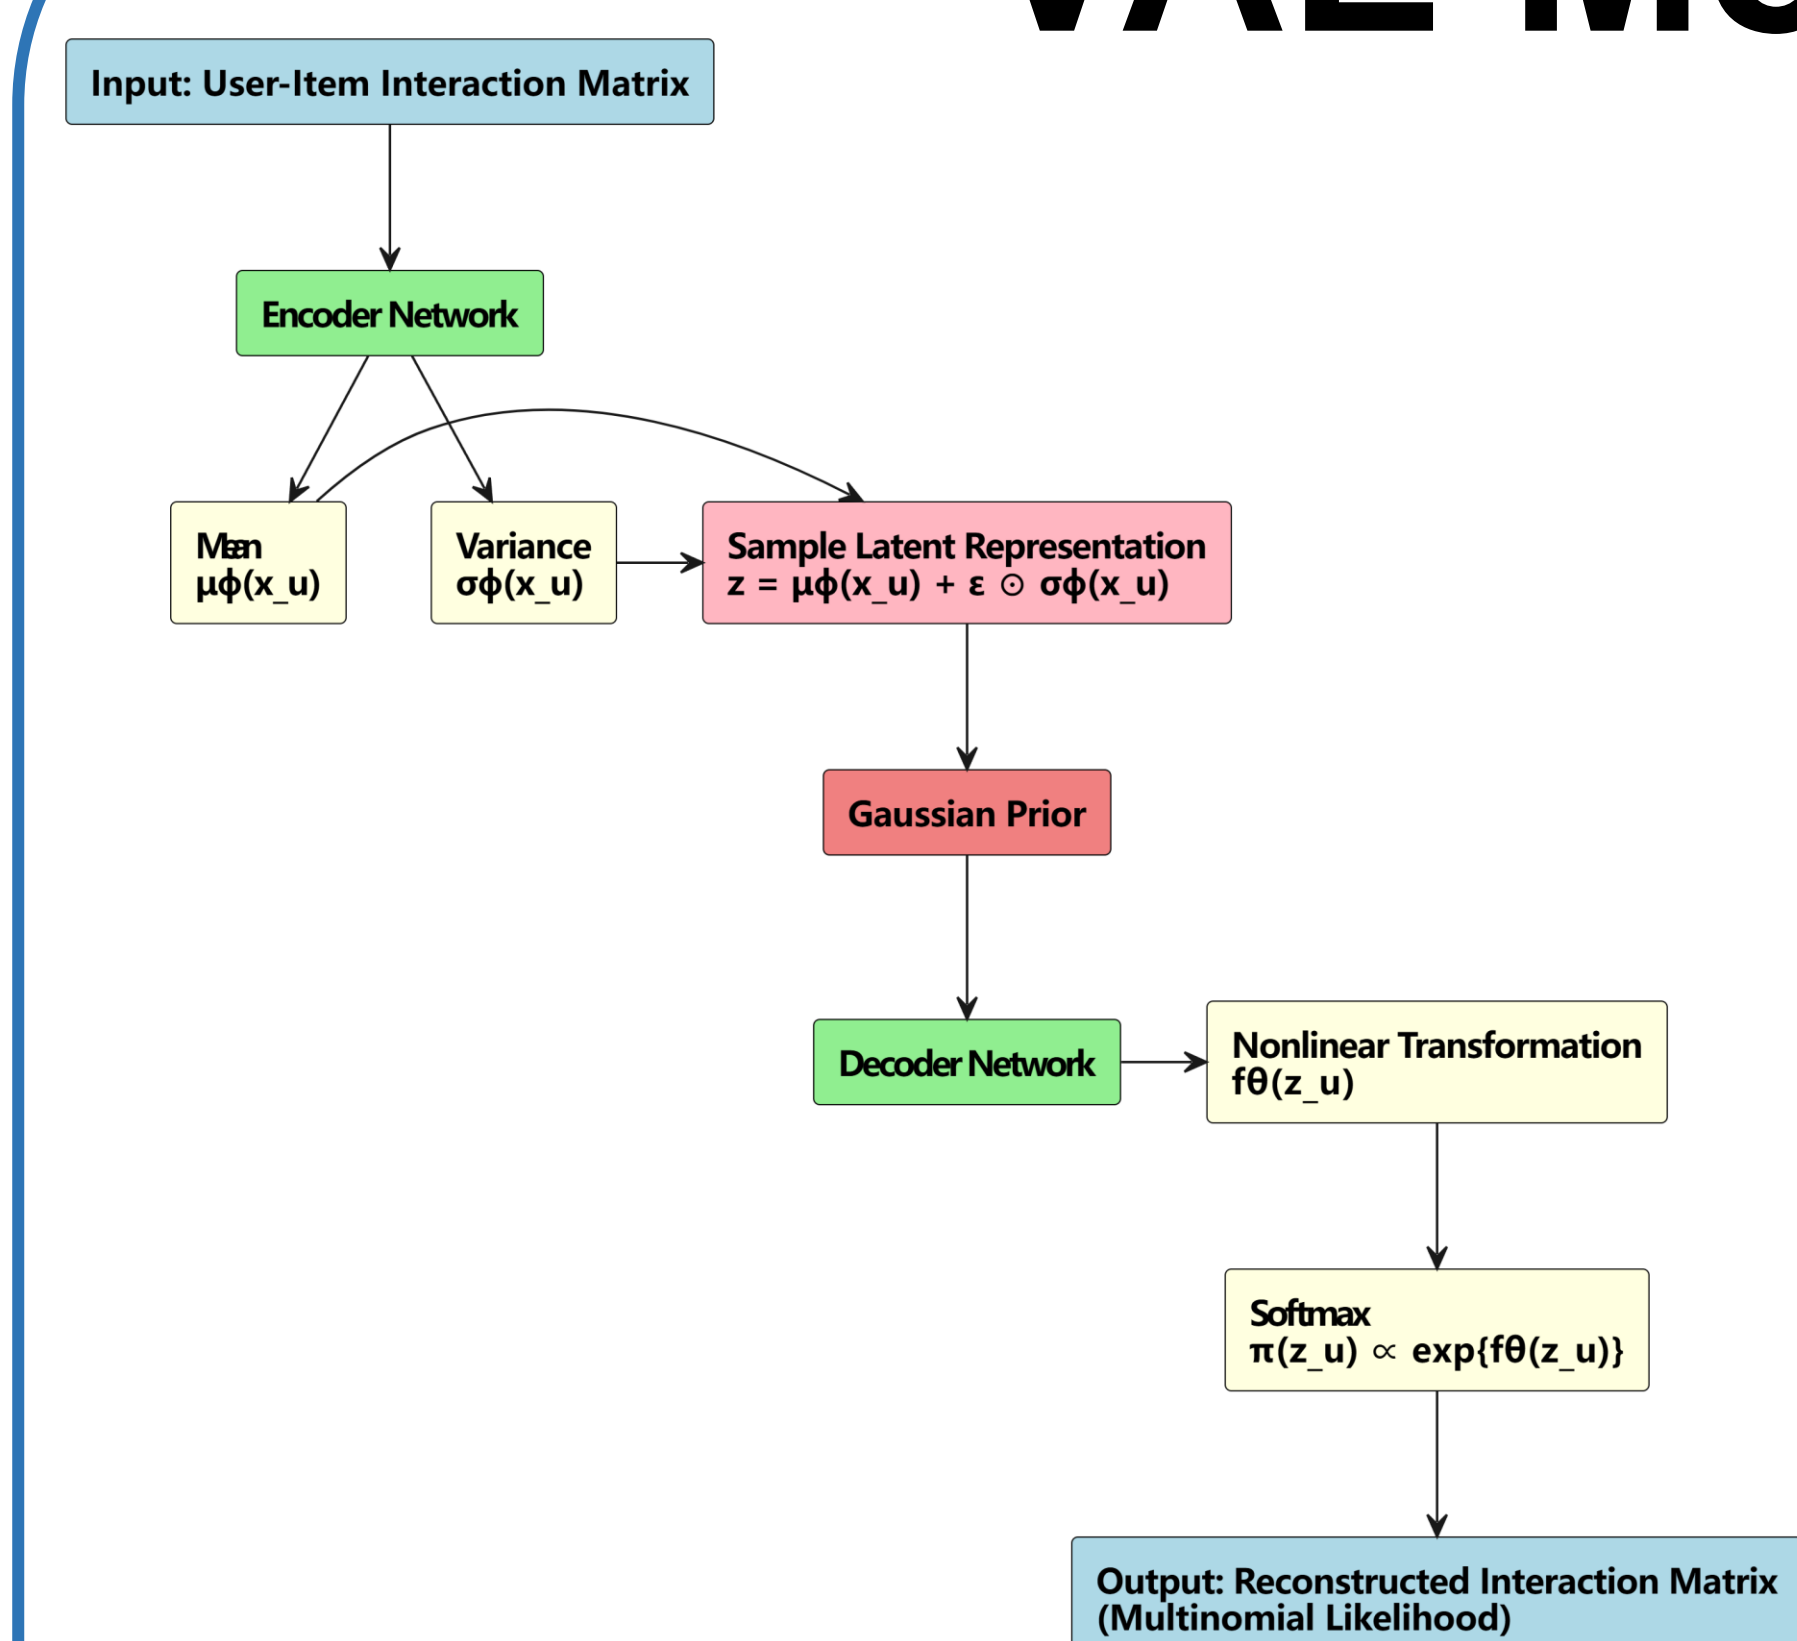 Input: User-Item Interaction Matrix
Encoder Network
Mean
μϕ(x_u)
Variance
σϕ(x_u)
Sample Latent Representation
z = μϕ(x_u) + ε ⊙ σϕ(x_u)
Gaussian Prior
Decoder Network
Nonlinear Transformation
fθ(z_u)
Softmax
π(z_u) ∝ exp{fθ(z_u)}
Output: Reconstructed Interaction Matrix
(Multinomial Likelihood)